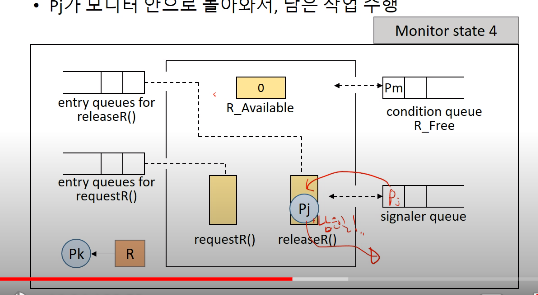 • Pj가 모니터 안으로 돌아와서, 남은 작업 수행
Monitor state 4
entry queues for
releaseR()
0
R_Available
Pm
condition queue
R_Free
entry queues for
requestR()
requestR()
Pj
releaseR()
Pj
signaler queue
Pk
R